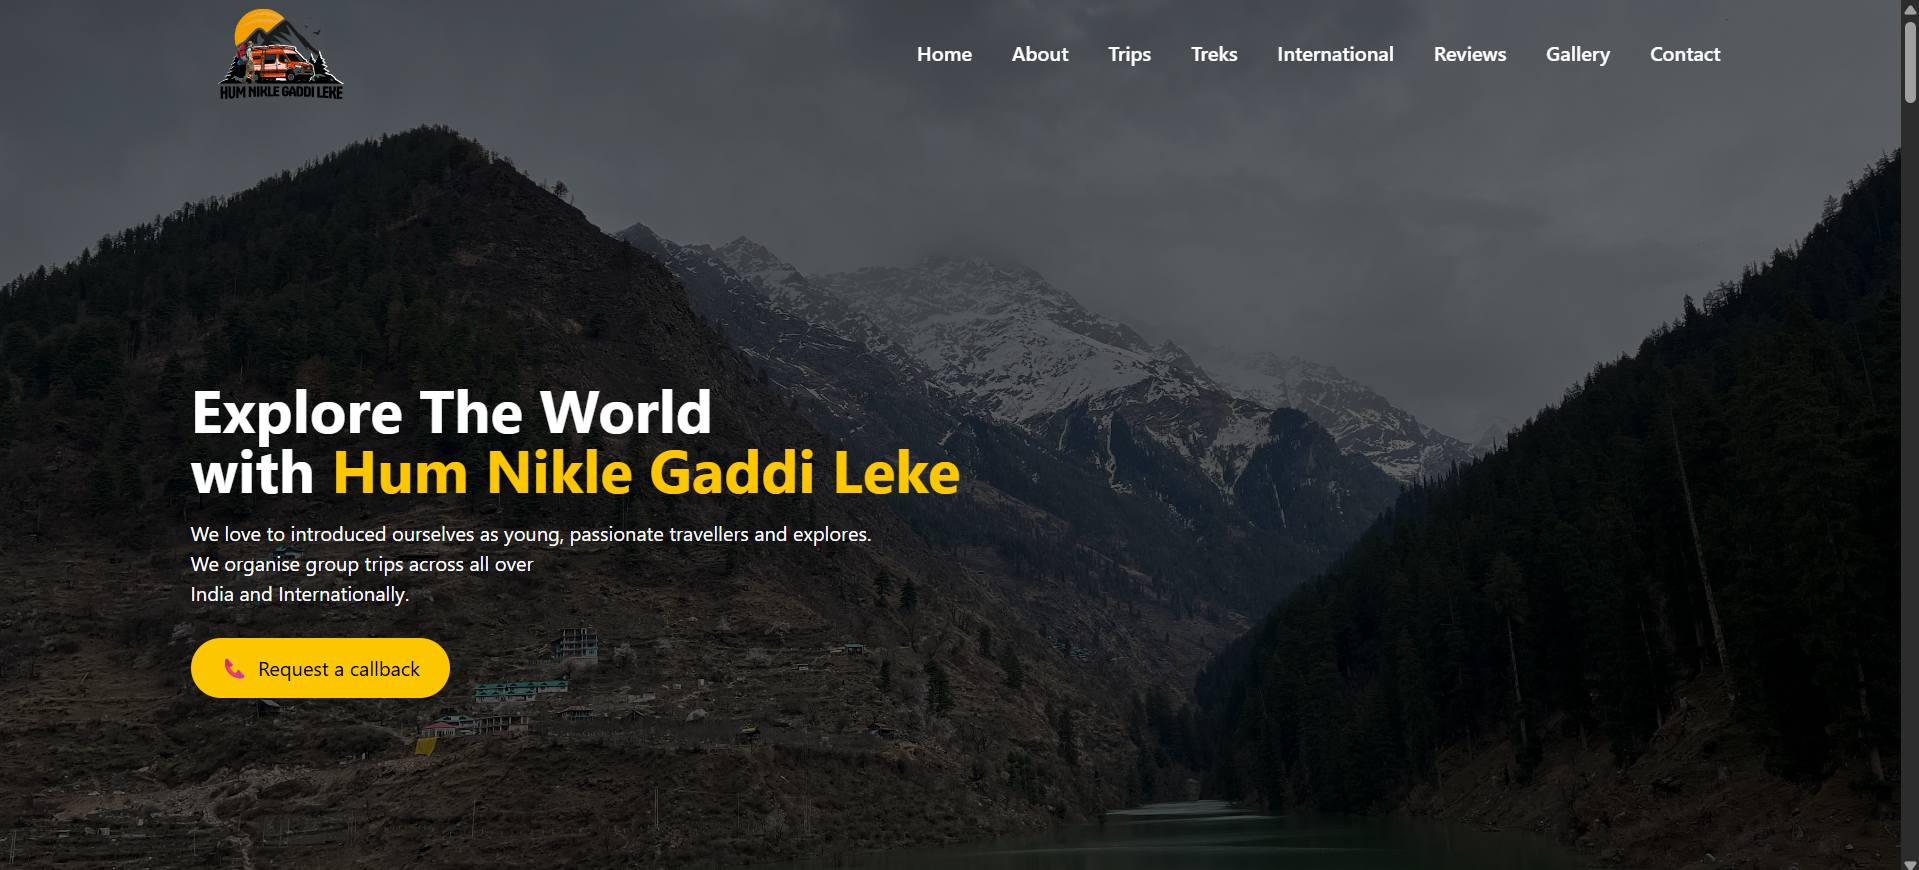 HUM NIKLE GADDI LEKE
Home About Trips Treks International Reviews Gallery Contact
Explore The World
with Hum Nikle Gaddi Leke
We love to introduced ourselves as young, passionate travellers and explores.
We organise group trips across all over
India and Internationally.
Request a callback